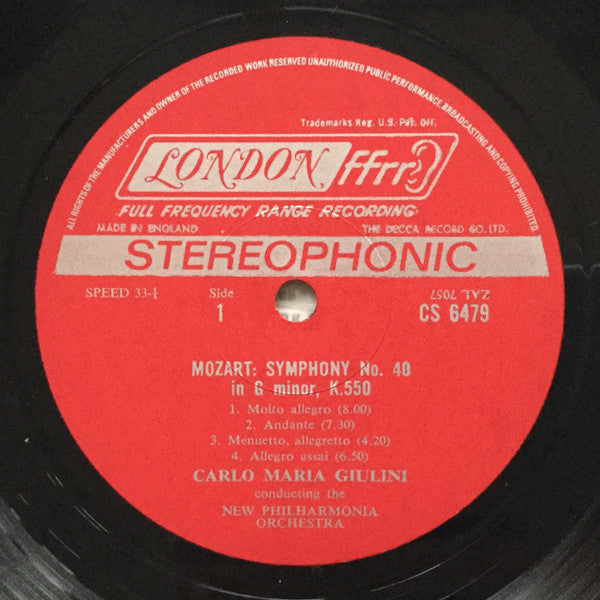 ALL RIGHTS OF THE MANUFACTURERS AND OWNER OF THE RECORDED WORK RESERVED UNAUTHORIZED PUBLIC PERFORMANCE, BROADCASTING AND COPYING PROHIBITED.
Trademarks Reg. U.S. Pat. Off.
LONDON ffrr
FULL FREQUENCY RANGE RECORDING
MADE IN ENGLAND THE DECCA RECORD CO. LTD.
STEREOPHONIC
SPEED 33-⅓ Side ZAL 7057
1 CS 6479
MOZART: SYMPHONY No. 40
in G minor, K.550
1. Molto allegro (8.00)
2. Andante (7.30)
3. Menuetto, allegretto (4.20)
4. Allegro assai (6.50)
CARLO MARIA GIULINI
conducting the
NEW PHILHARMONIA
ORCHESTRA